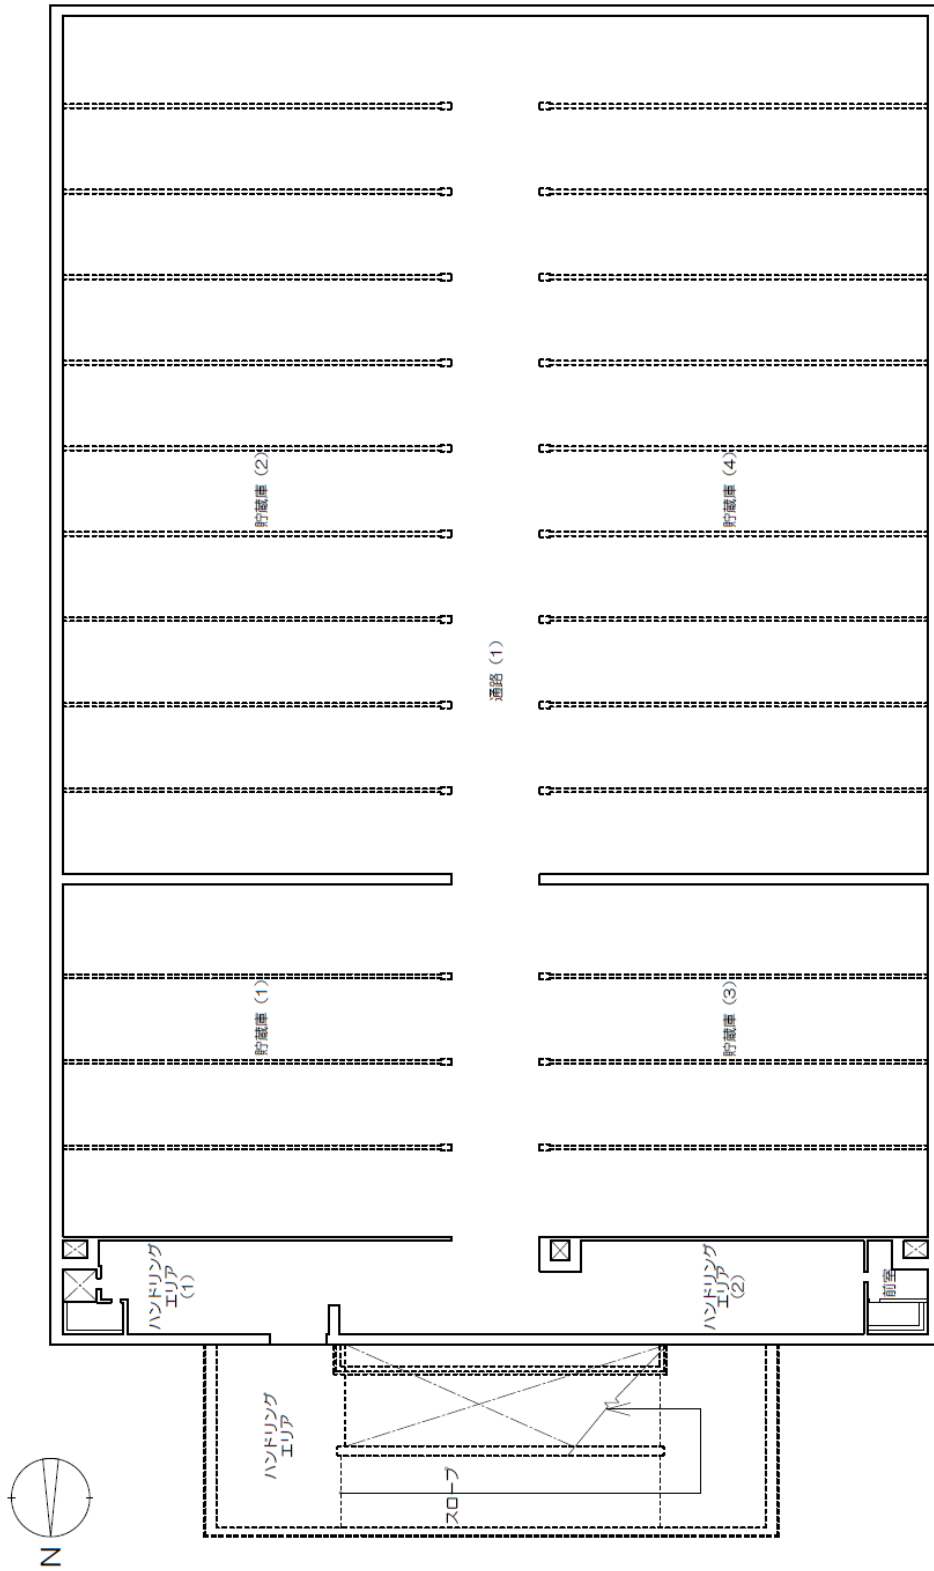 貯蔵庫（2）
貯蔵庫（4）
通路（1）
貯蔵庫（1）
貯蔵庫（3）
ハンドリング
エリア
（1）
ハンドリング
エリア
（2）
前室
ハンドリング
エリア
スロープ
N